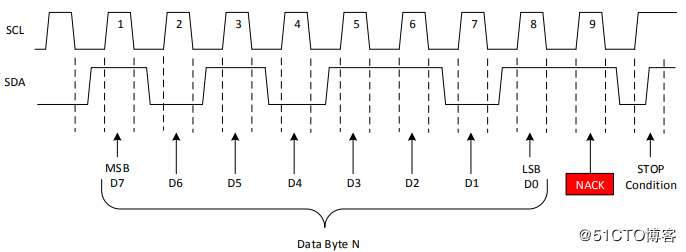 SCL
1 2 3 4 5 6 7 8 9
SDA
MSB LSB STOP
D7 D6 D5 D4 D3 D2 D1 D0 NACK Condition
Data Byte N
@51CTO博客